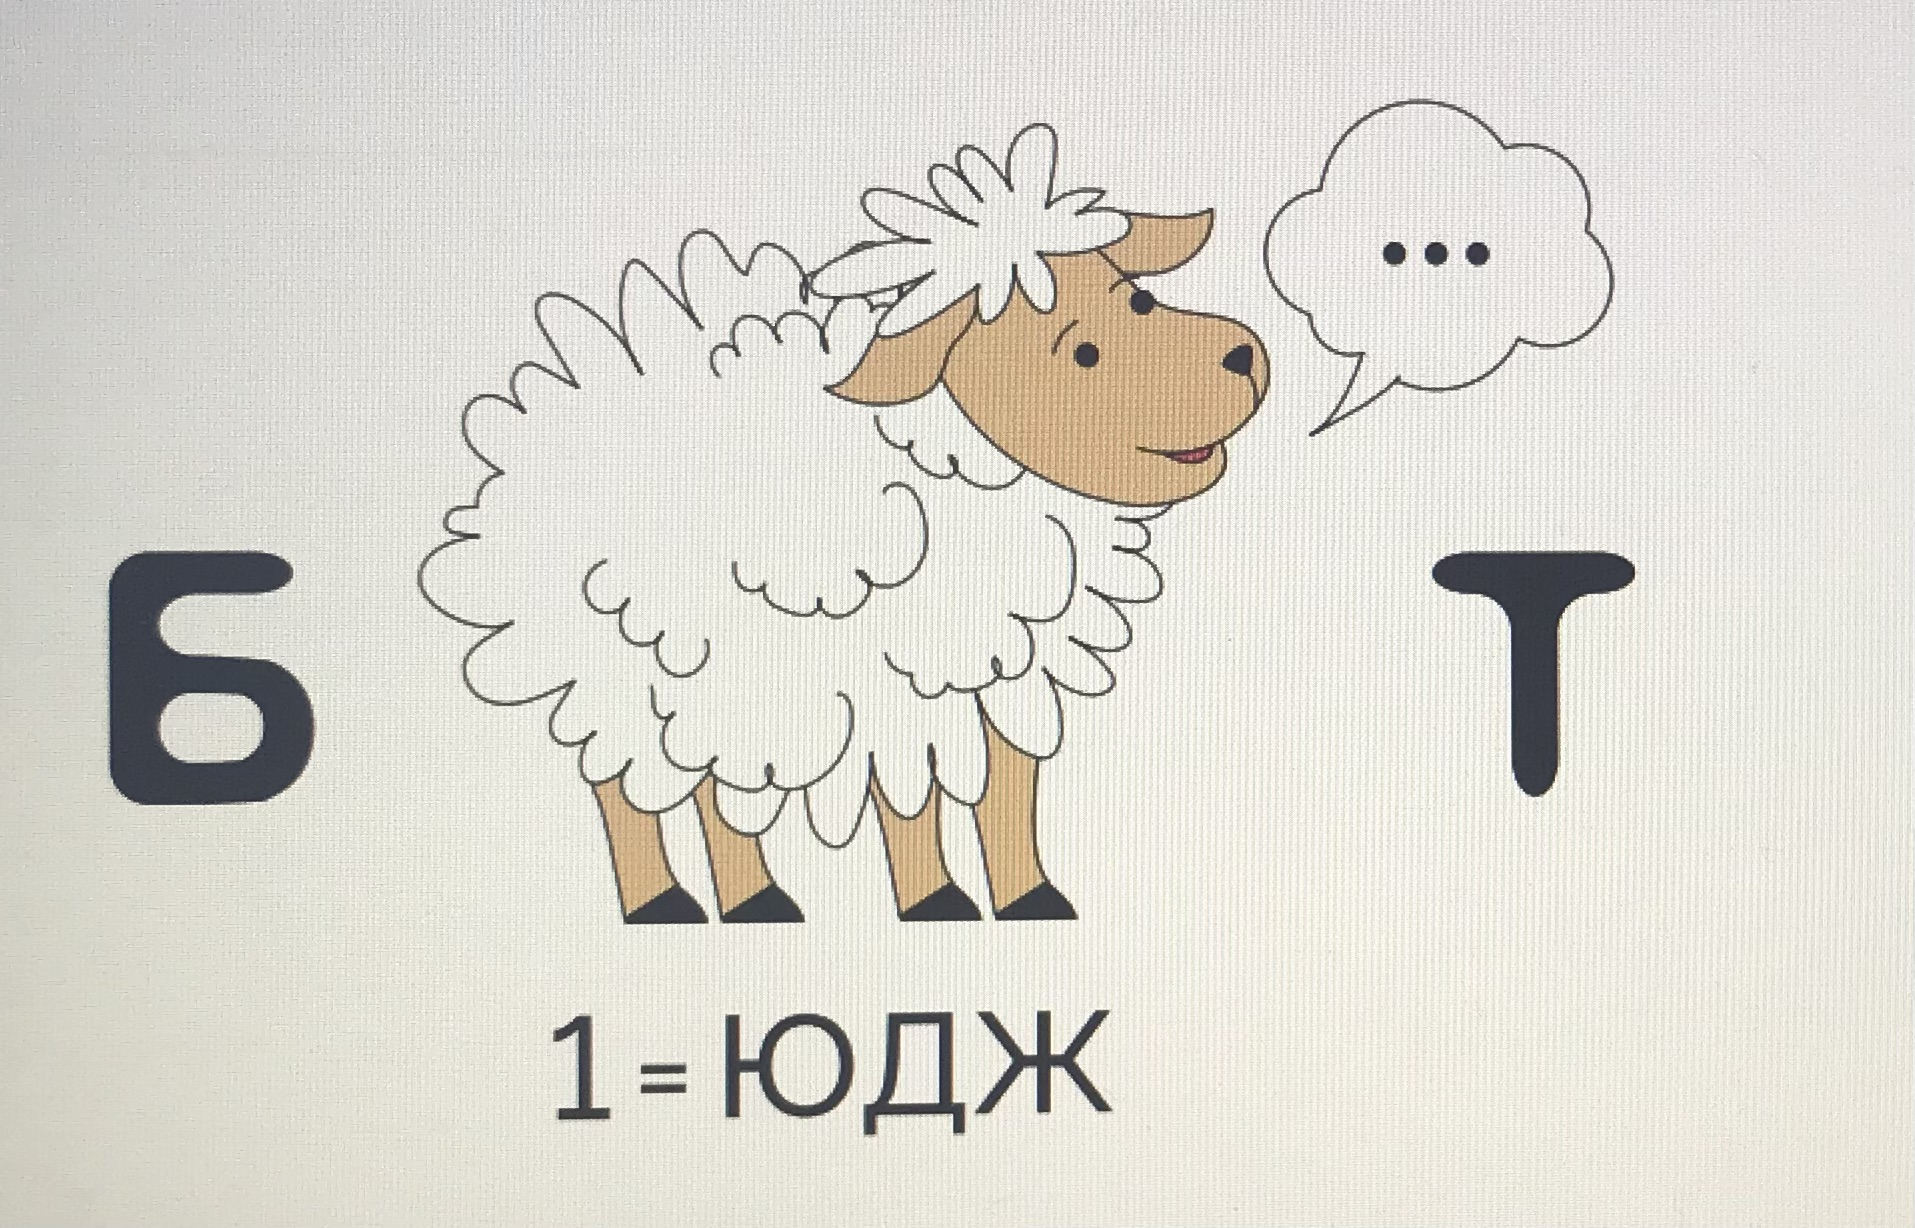 Б ... Т
1 = ЮДЖ